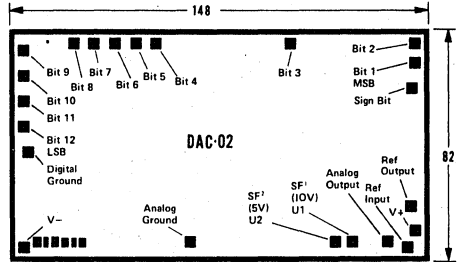 148
Bit 9
Bit 8
Bit 7
Bit 6
Bit 5
Bit 4
Bit 3
Bit 2
Bit 1
MSB
Sign Bit
Bit 10
Bit 11
Bit 12
LSB
Digital
Ground
DAC-02
82
V-
Analog
Ground
SF²
(5V)
U2
SF¹
(10V)
U1
Analog
Output
Ref
Input
Ref
Output
V+